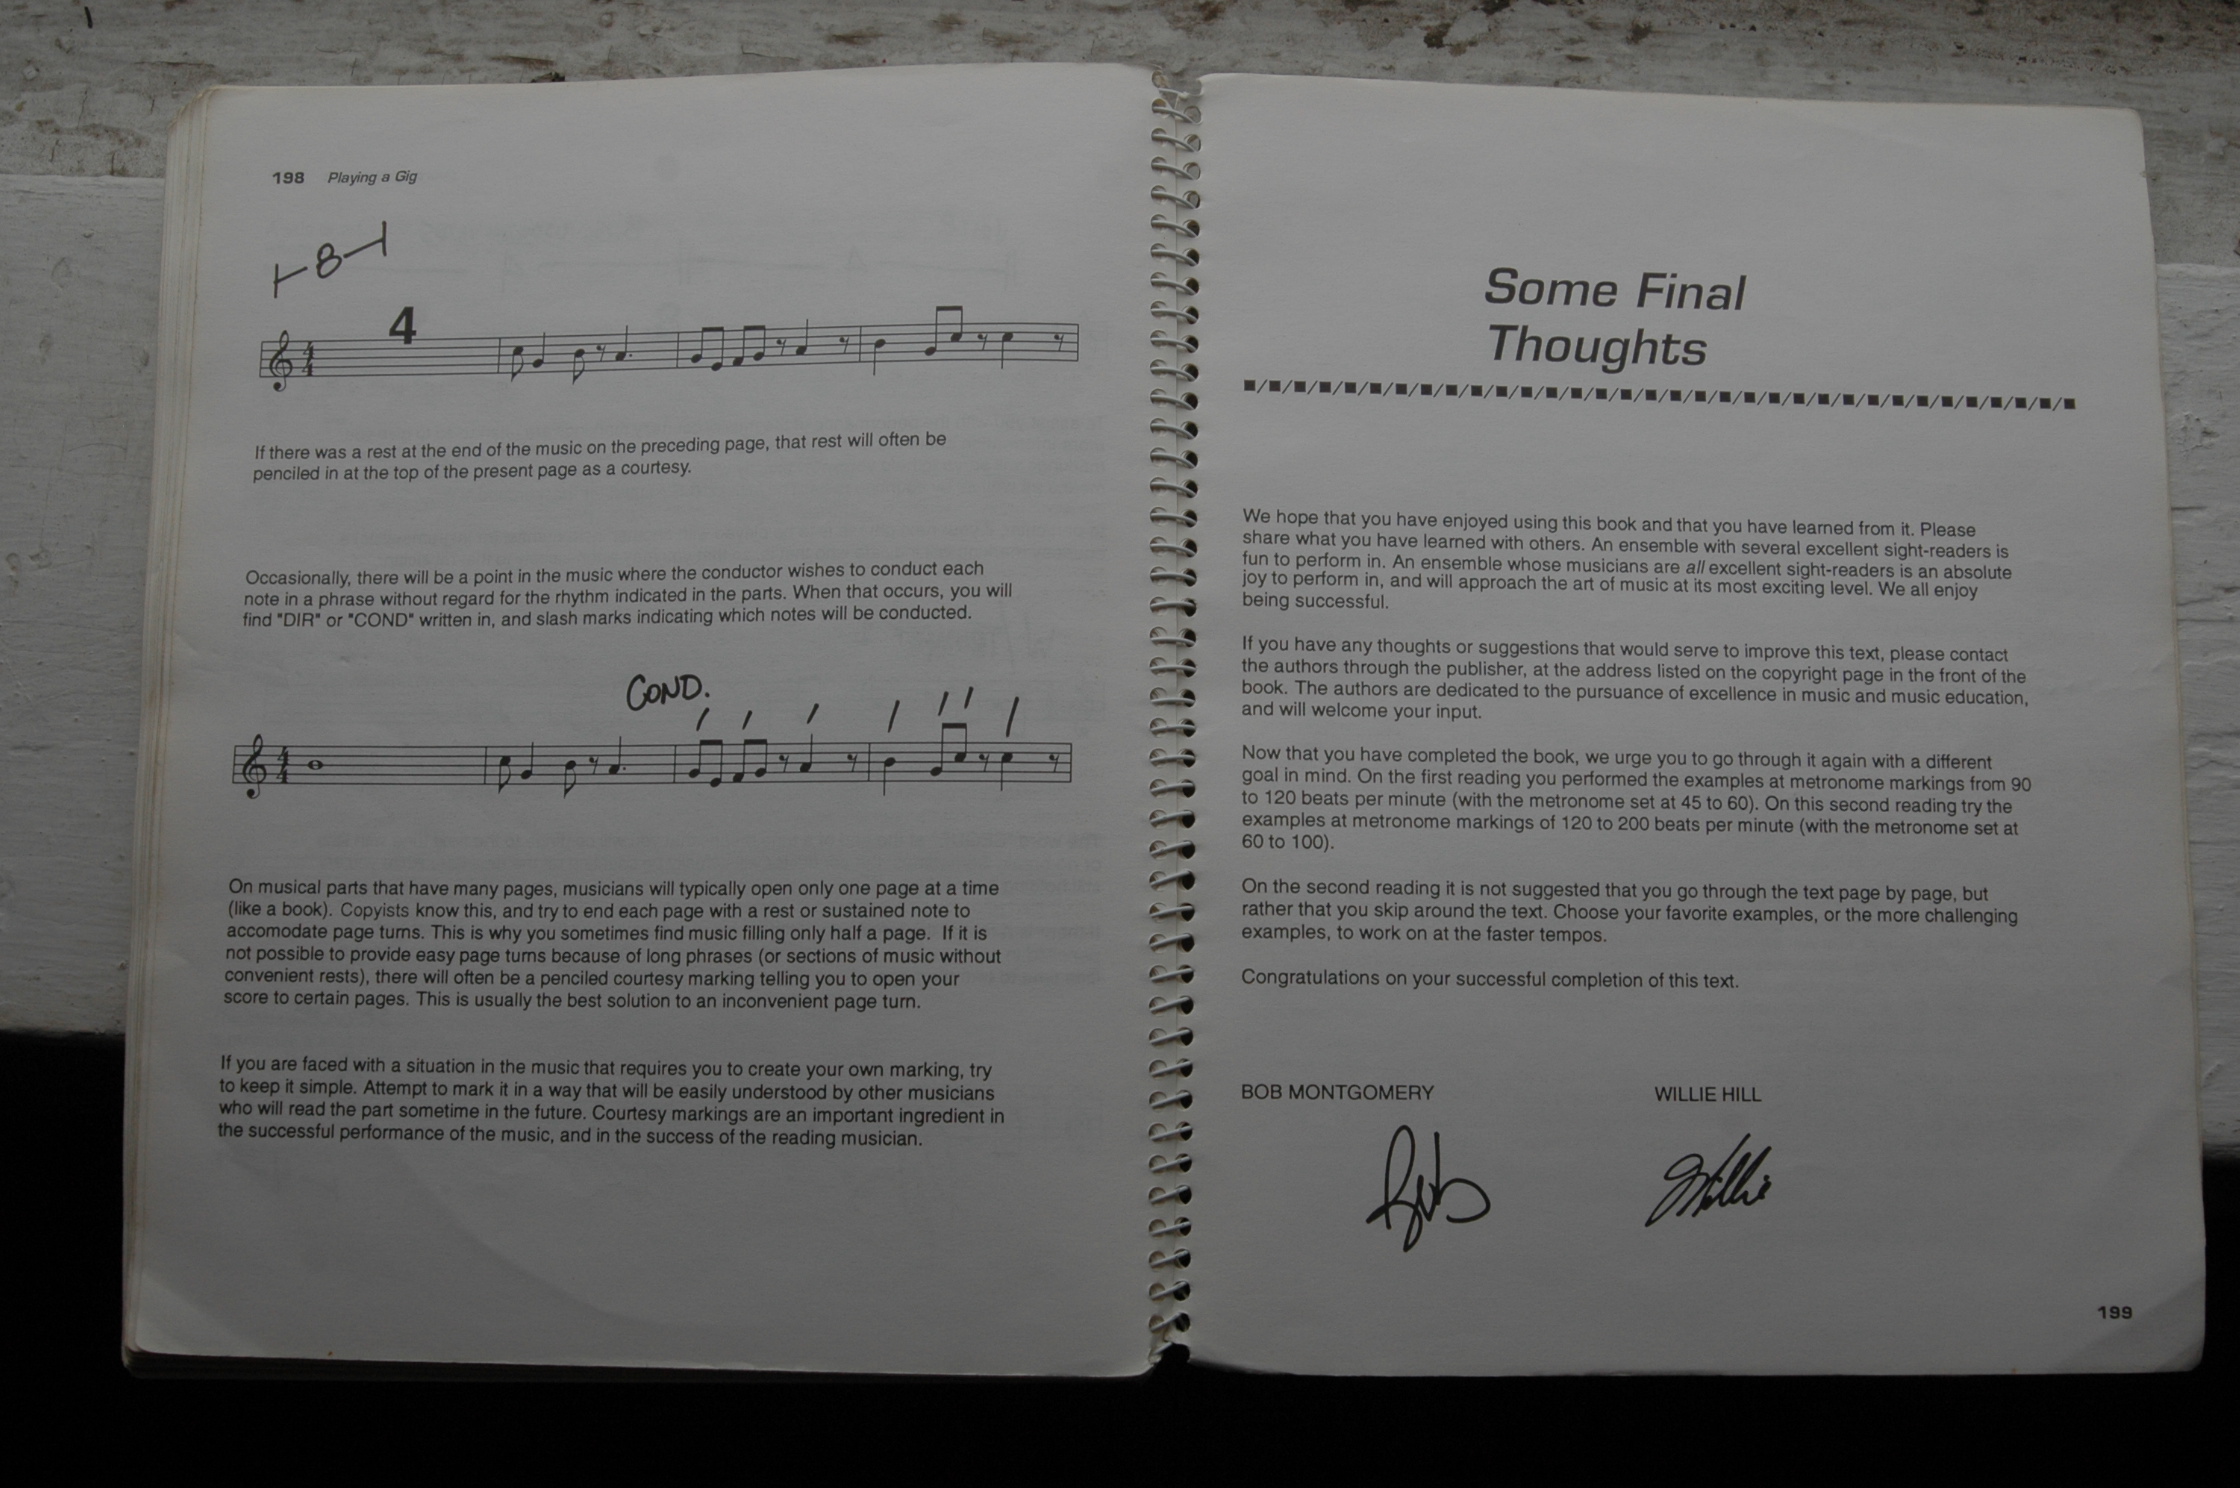 198 Playing a Gig
8
4
If there was a rest at the end of the music on the preceding page, that rest will often be
penciled in at the top of the present page as a courtesy.
Occasionally, there will be a point in the music where the conductor wishes to conduct each
note in a phrase without regard for the rhythm indicated in the parts. When that occurs, you will
find "DIR" or "COND" written in, and slash marks indicating which notes will be conducted.
COND.
On musical parts that have many pages, musicians will typically open only one page at a time
(like a book). Copyists know this, and try to end each page with a rest or sustained note to
accomodate page turns. This is why you sometimes find music filling only half a page. If it is
not possible to provide easy page turns because of long phrases (or sections of music without
convenient rests), there will often be a penciled courtesy marking telling you to open your
score to certain pages. This is usually the best solution to an inconvenient page turn.
If you are faced with a situation in the music that requires you to create your own marking, try
to keep it simple. Attempt to mark it in a way that will be easily understood by other musicians
who will read the part sometime in the future. Courtesy markings are an important ingredient in
the successful performance of the music, and in the success of the reading musician.
Some Final
Thoughts
We hope that you have enjoyed using this book and that you have learned from it. Please
share what you have learned with others. An ensemble with several excellent sight-readers is
fun to perform in. An ensemble whose musicians are all excellent sight-readers is an absolute
joy to perform in, and will approach the art of music at its most exciting level. We all enjoy
being successful.
If you have any thoughts or suggestions that would serve to improve this text, please contact
the authors through the publisher, at the address listed on the copyright page in the front of the
book. The authors are dedicated to the pursuance of excellence in music and music education,
and will welcome your input.
Now that you have completed the book, we urge you to go through it again with a different
goal in mind. On the first reading you performed the examples at metronome markings from 90
to 120 beats per minute (with the metronome set at 45 to 60). On this second reading try the
examples at metronome markings of 120 to 200 beats per minute (with the metronome set at
60 to 100).
On the second reading it is not suggested that you go through the text page by page, but
rather that you skip around the text. Choose your favorite examples, or the more challenging
examples, to work on at the faster tempos.
Congratulations on your successful completion of this text.
BOB MONTGOMERY WILLIE HILL
Bob Willie
199